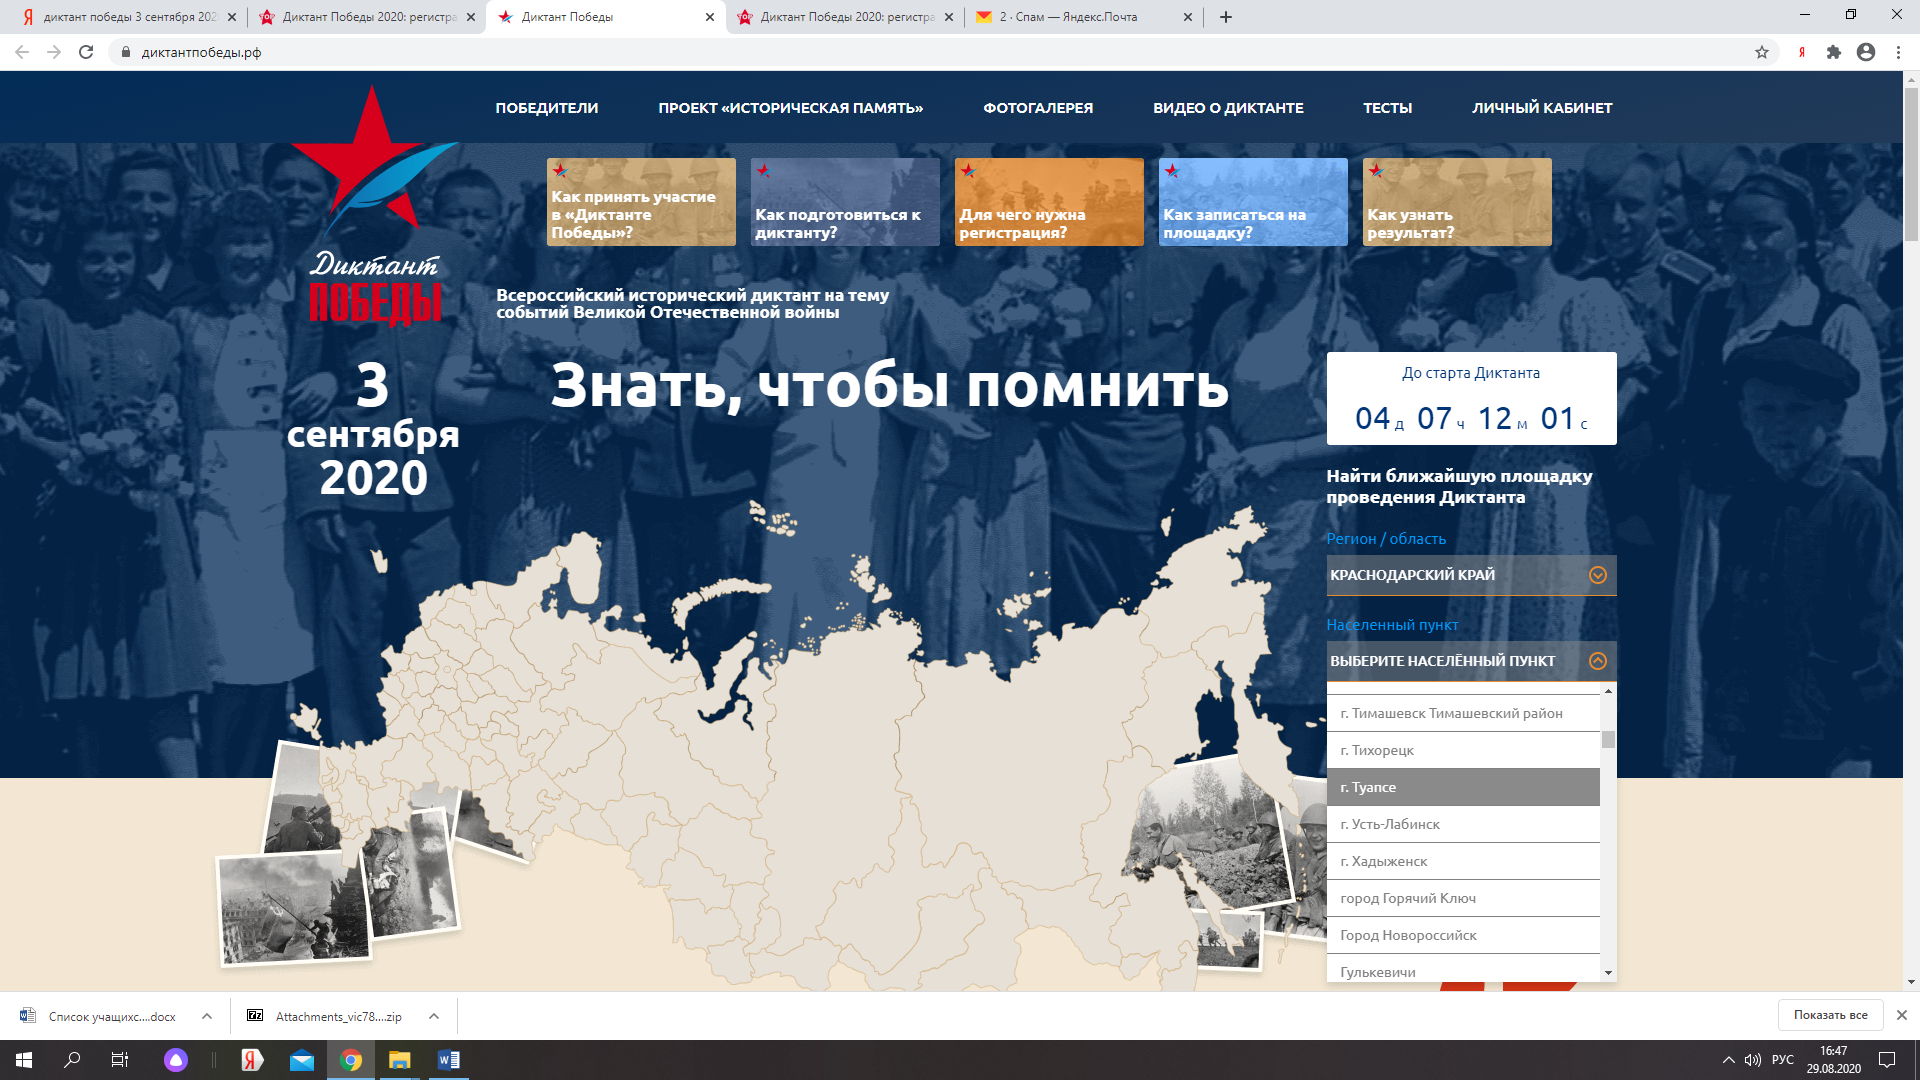 диктант победы 3 сентября 202
Диктант Победы 2020: регистра
Диктант Победы
Диктант Победы 2020: регистра
2 · Спам — Яндекс.Почта
диктантпобеды.рф
ПОБЕДИТЕЛИ
ПРОЕКТ «ИСТОРИЧЕСКАЯ ПАМЯТЬ»
ФОТОГАЛЕРЕЯ
ВИДЕО О ДИКТАНТЕ
ТЕСТЫ
ЛИЧНЫЙ КАБИНЕТ
Как принять участие
в «Диктанте
Победы»?
Как подготовиться к
диктанту?
Для чего нужна
регистрация?
Как записаться на
площадку?
Как узнать
результат?
Диктант
ПОБЕДЫ
Всероссийский исторический диктант на тему
событий Великой Отечественной войны
3
сентября
2020
Знать, чтобы помнить
До старта Диктанта
04 д 07 ч 12 м 01 с
Найти ближайшую площадку
проведения Диктанта
Регион / область
КРАСНОДАРСКИЙ КРАЙ
Населенный пункт
ВЫБЕРИТЕ НАСЕЛЁННЫЙ ПУНКТ
г. Тимашевск Тимашевский район
г. Тихорецк
г. Туапсе
г. Усть-Лабинск
г. Хадыженск
город Горячий Ключ
Город Новороссийск
Гулькевичи
Список учащихс....docx
Attachments_vic78....zip
Показать все
РУС
16:47
29.08.2020